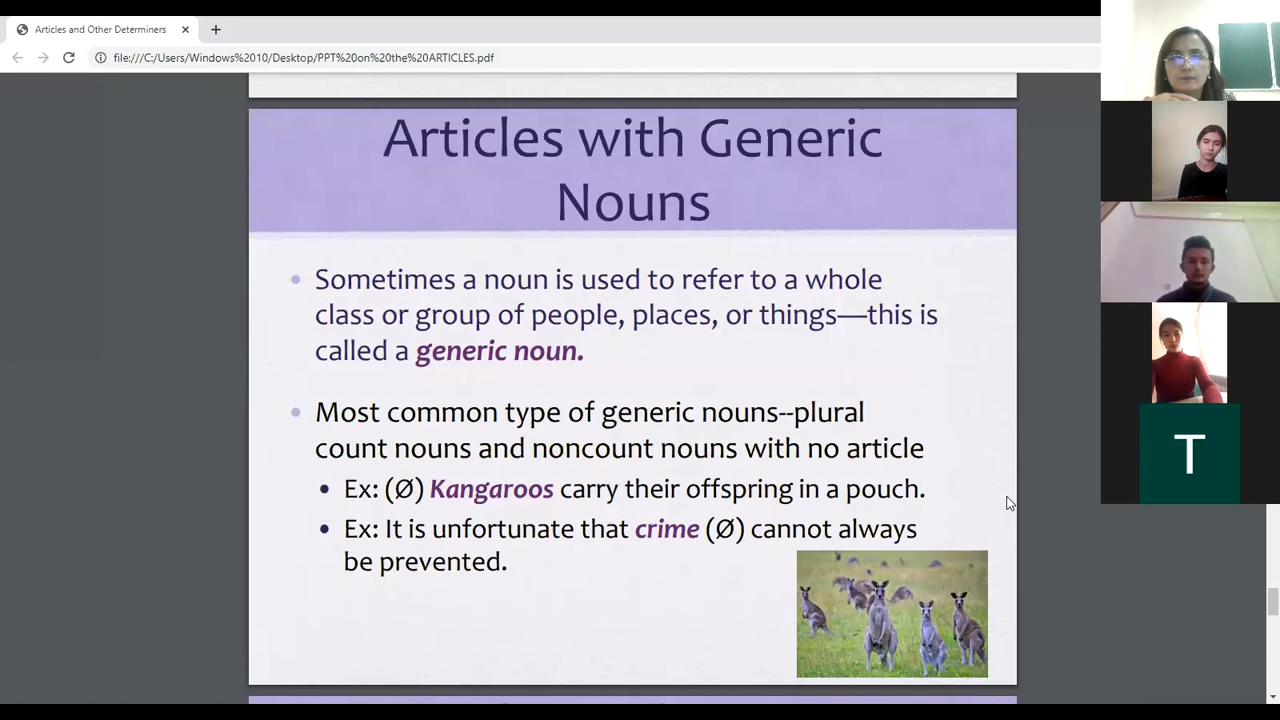 Articles and Other Determiners
file:///C:/Users/Windows%2010/Desktop/PPT%20on%20the%20ARTICLES.pdf
Articles with Generic
Nouns
Sometimes a noun is used to refer to a whole
class or group of people, places, or things—this is
called a generic noun.
Most common type of generic nouns--plural
count nouns and noncount nouns with no article
Ex: (Ø) Kangaroos carry their offspring in a pouch.
Ex: It is unfortunate that crime (Ø) cannot always
be prevented.
T